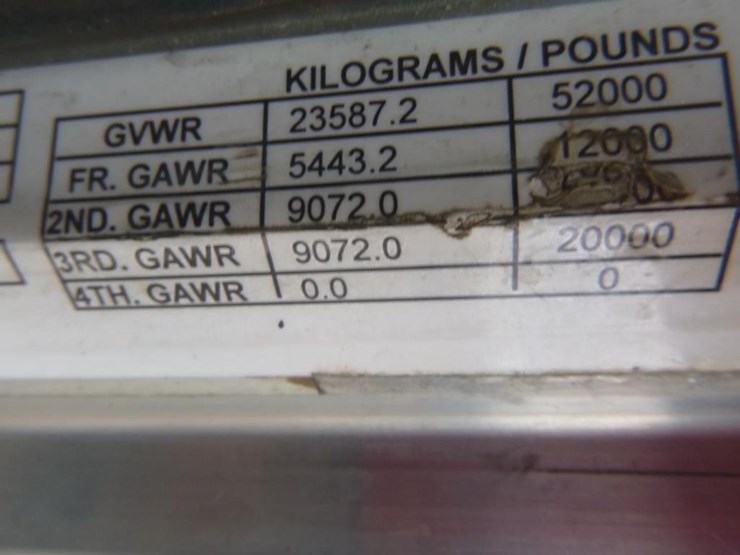 KILOGRAMS / POUNDS
GVWR 23587.2 52000
FR. GAWR 5443.2 12000
2ND. GAWR 9072.0
3RD. GAWR 9072.0 20000
4TH. GAWR 0.0 0